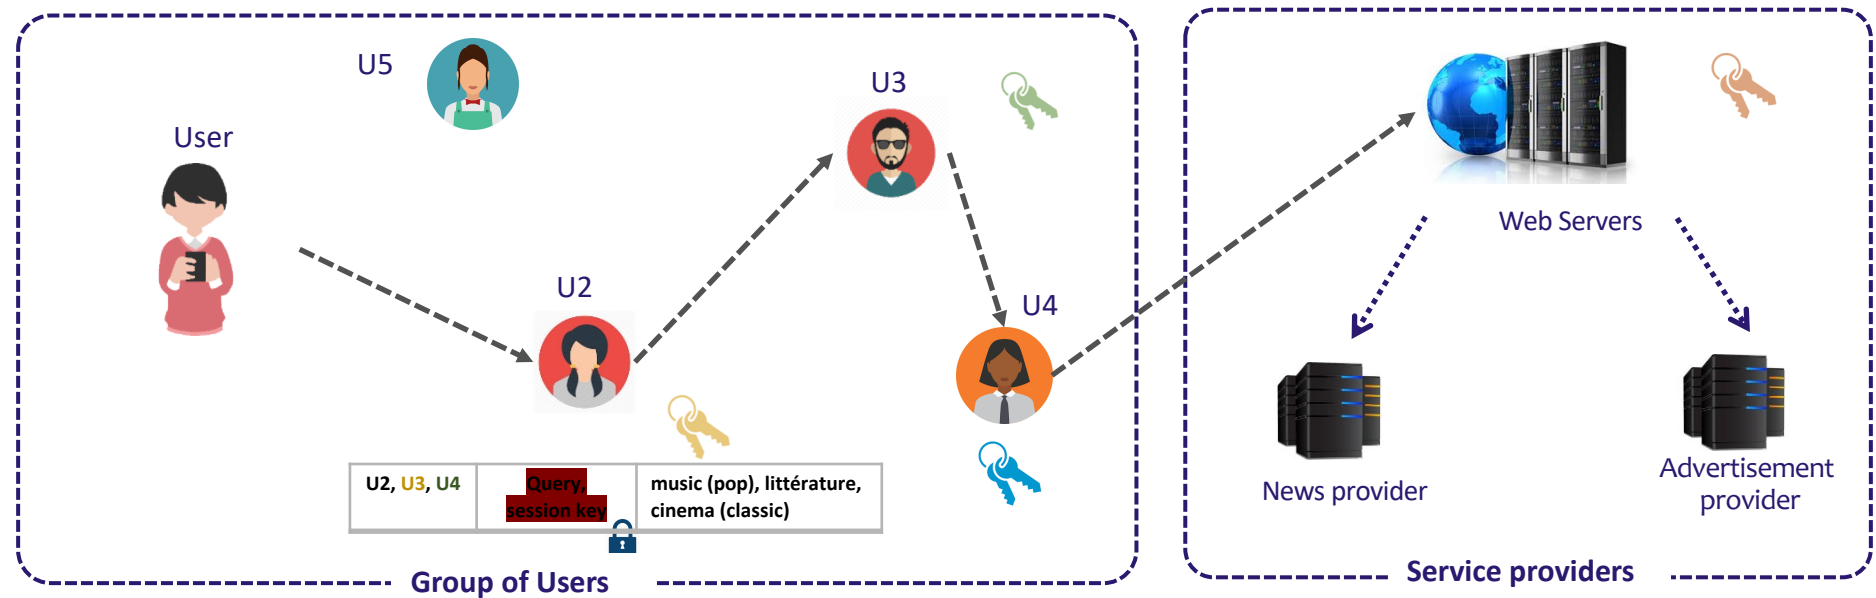 U5
U3
User
U2
U4
U2, U3, U4
Query,
session key
music (pop), littérature,
cinema (classic)
Group of Users
Web Servers
News provider
Advertisement
provider
Service providers